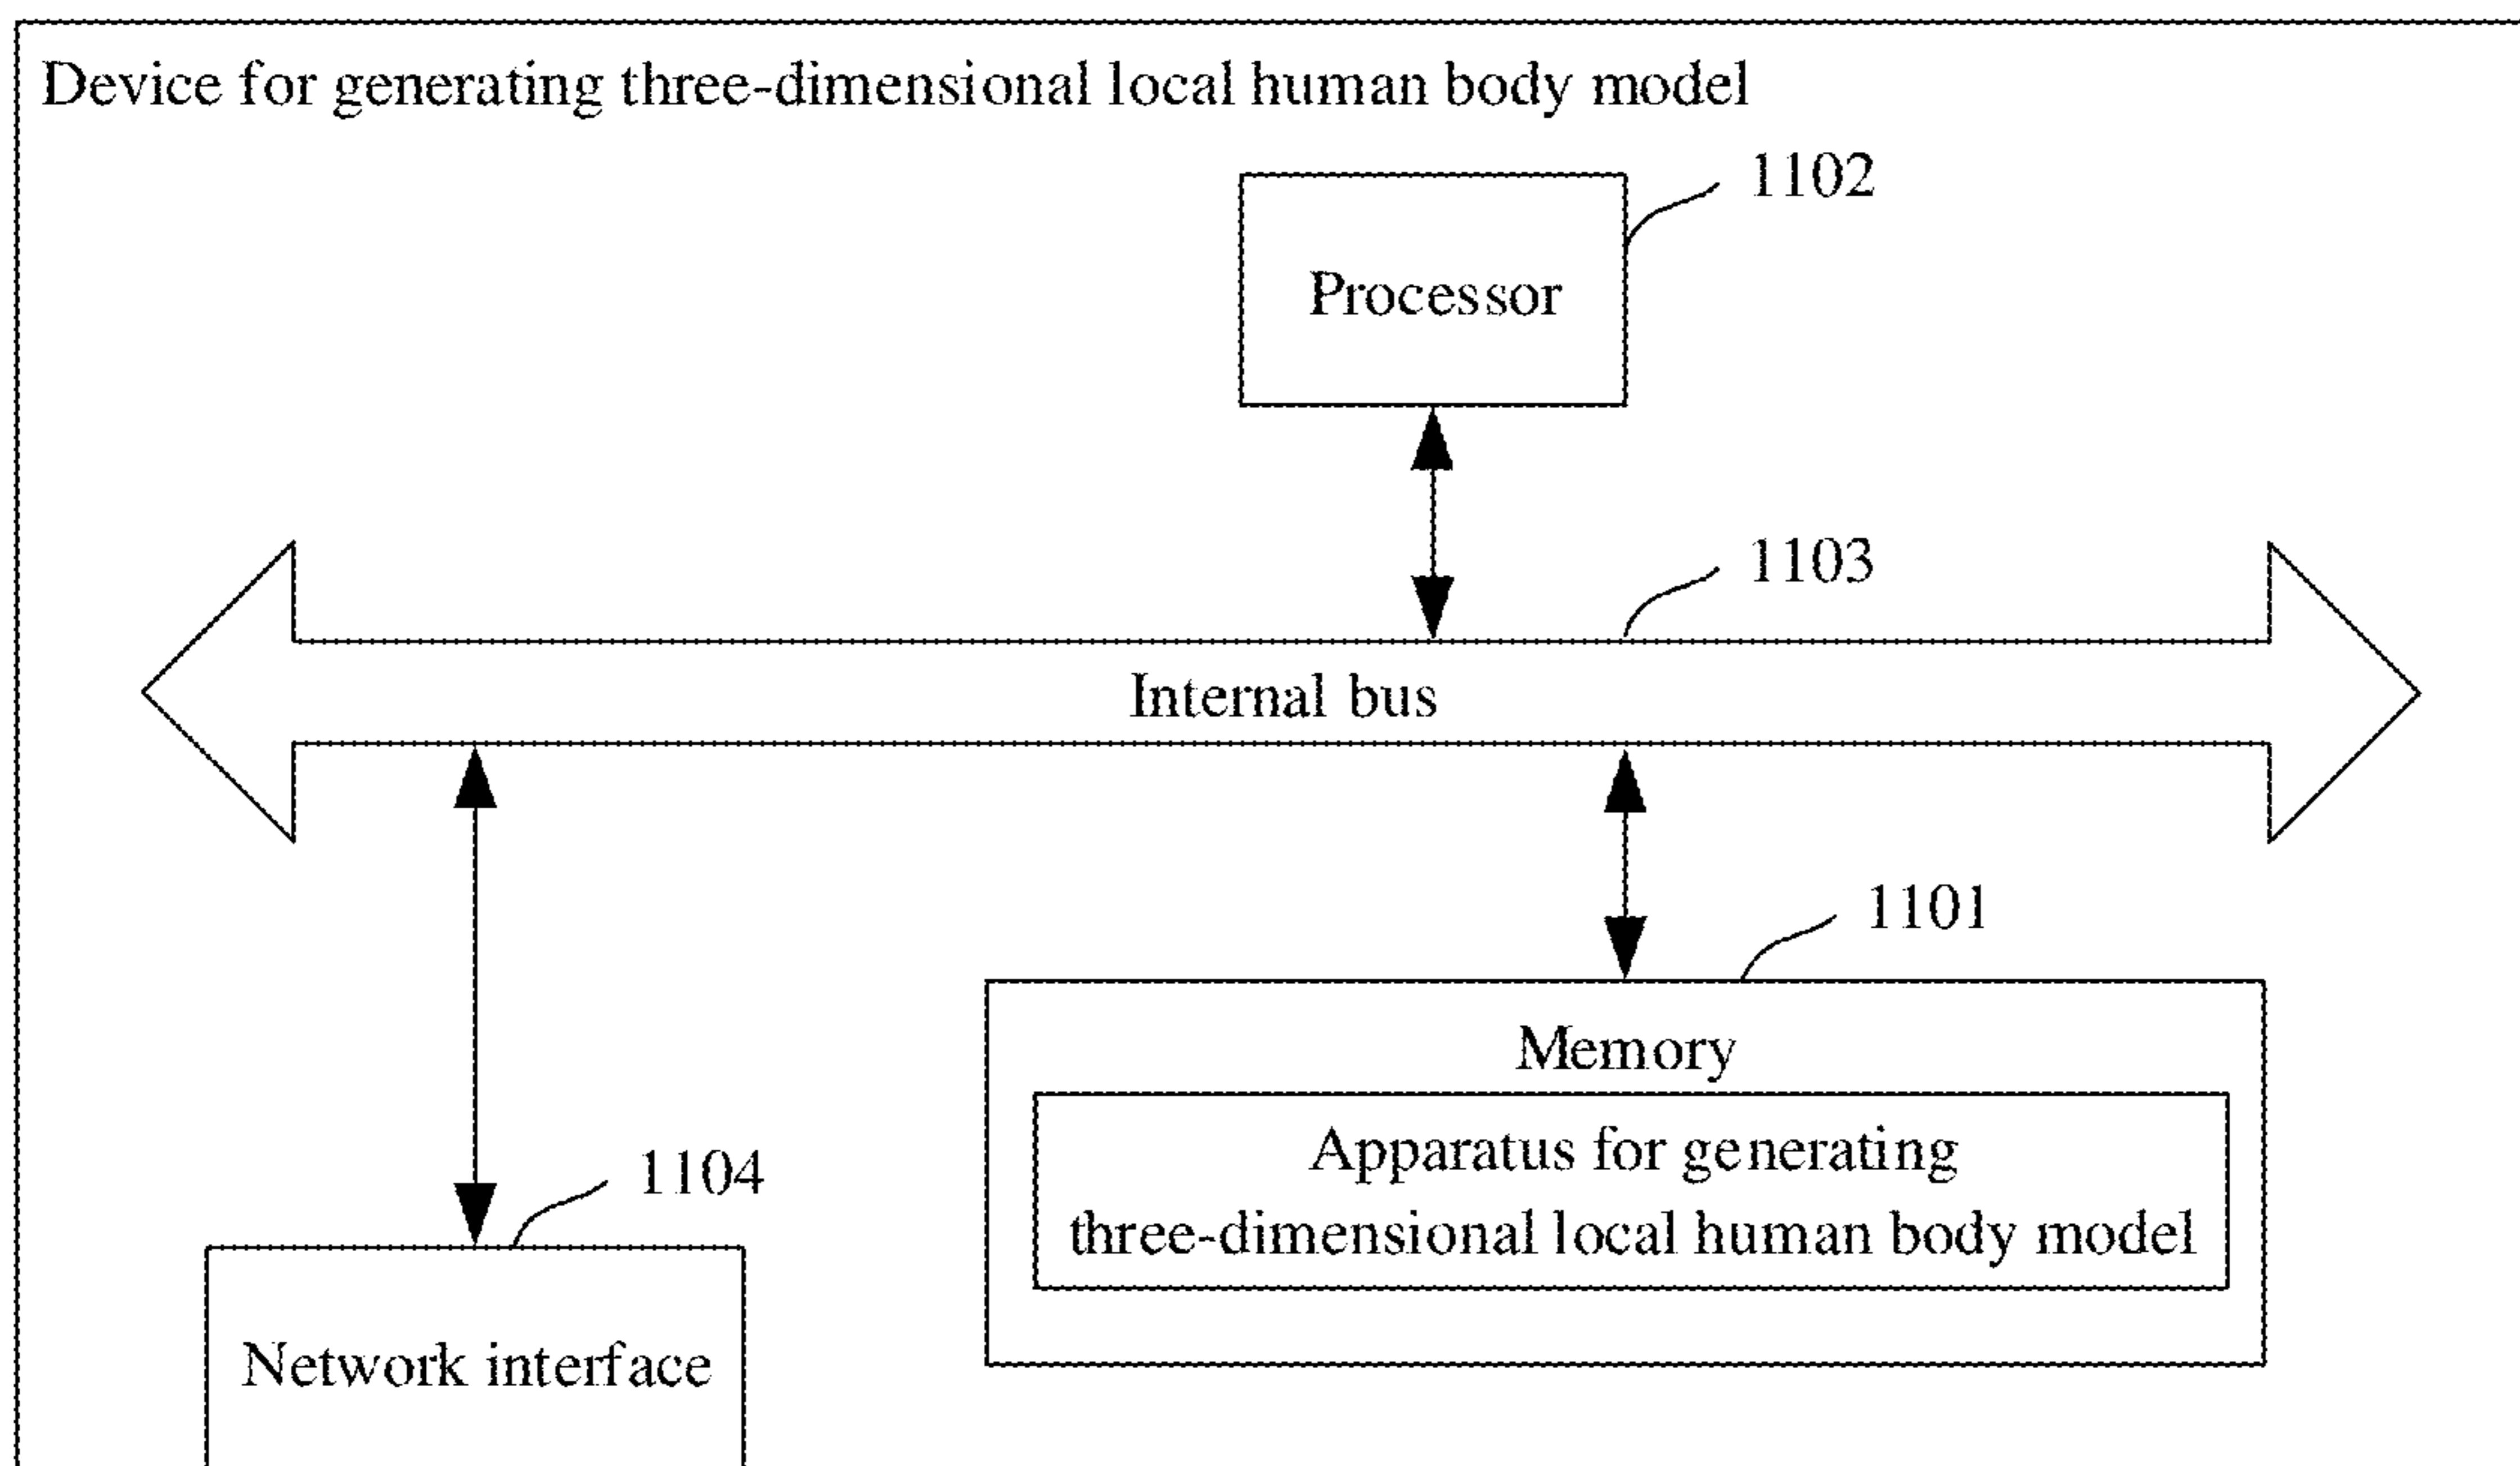 Device for generating three-dimensional local human body model
1102
Processor
1103
Internal bus
1101
Memory
Apparatus for generating
three-dimensional local human body model
1104
Network interface